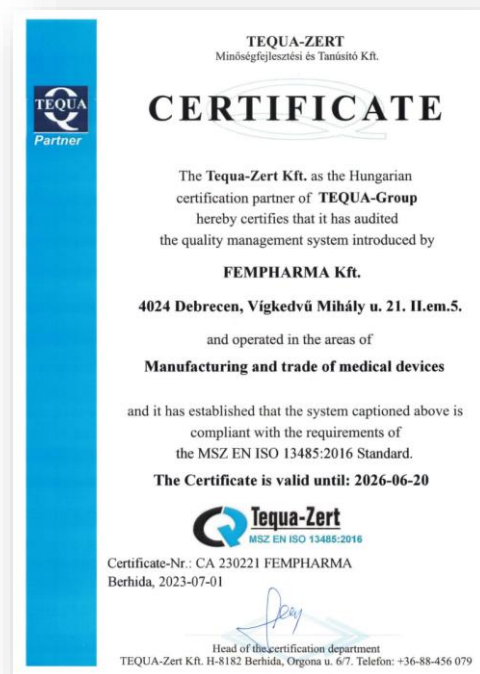 TEQUA-ZERT
Minőségfejlesztési és Tanúsító Kft.
TEQUA
Partner
CERTIFICATE
The Tequa-Zert Kft. as the Hungarian
certification partner of TEQUA-Group
hereby certifies that it has audited
the quality management system introduced by
FEMPHARMA Kft.
4024 Debrecen, Vígkedvű Mihály u. 21. II.em.5.
and operated in the areas of
Manufacturing and trade of medical devices
and it has established that the system captioned above is
compliant with the requirements of
the MSZ EN ISO 13485:2016 Standard.
The Certificate is valid until: 2026-06-20
Tequa-Zert
MSZ EN ISO 13485:2016
Certificate-Nr.: CA 230221 FEMPHARMA
Berhida, 2023-07-01
Head of the certification department
TEQUA-Zert Kft. H-8182 Berhida, Orgona u. 6/7. Telefon: +36-88-456 079